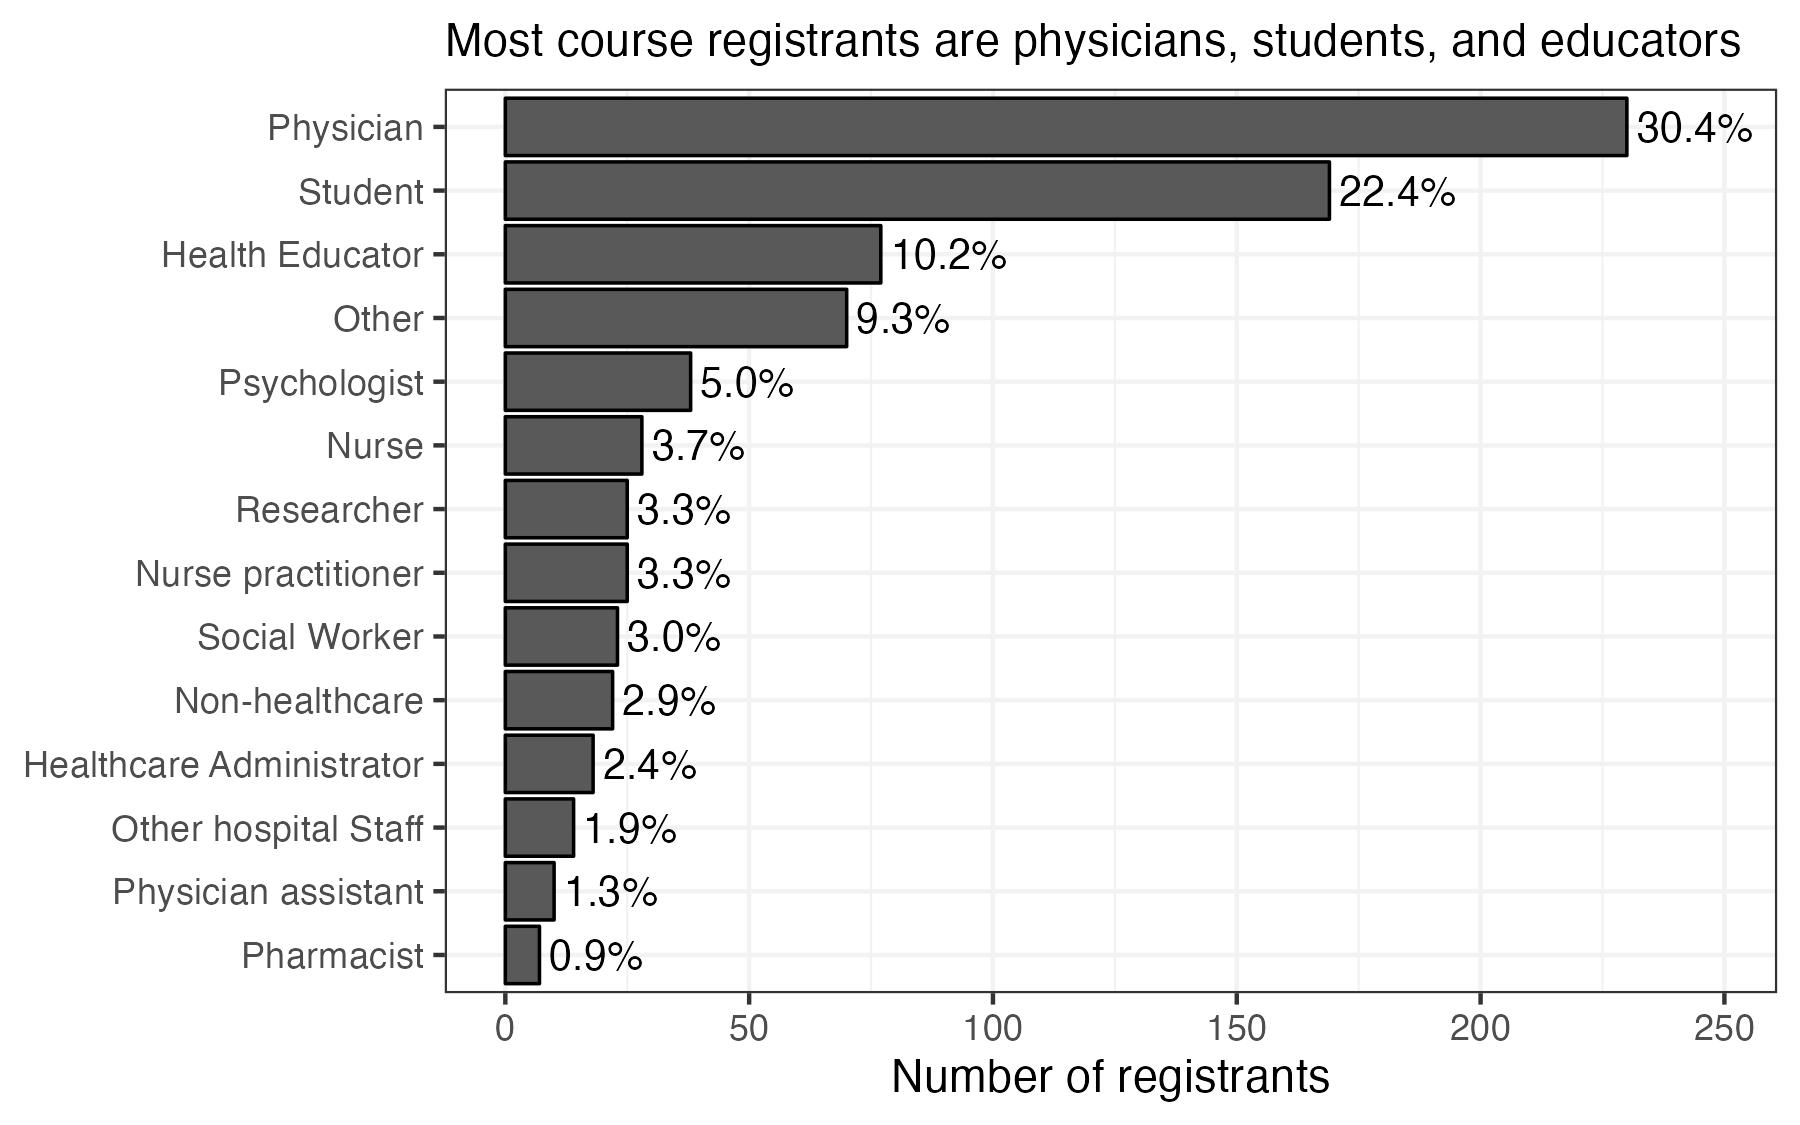 Most course registrants are physicians, students, and educators
Physician 30.4%
Student 22.4%
Health Educator 10.2%
Other 9.3%
Psychologist 5.0%
Nurse 3.7%
Researcher 3.3%
Nurse practitioner 3.3%
Social Worker 3.0%
Non-healthcare 2.9%
Healthcare Administrator 2.4%
Other hospital Staff 1.9%
Physician assistant 1.3%
Pharmacist 0.9%
0 50 100 150 200 250
Number of registrants